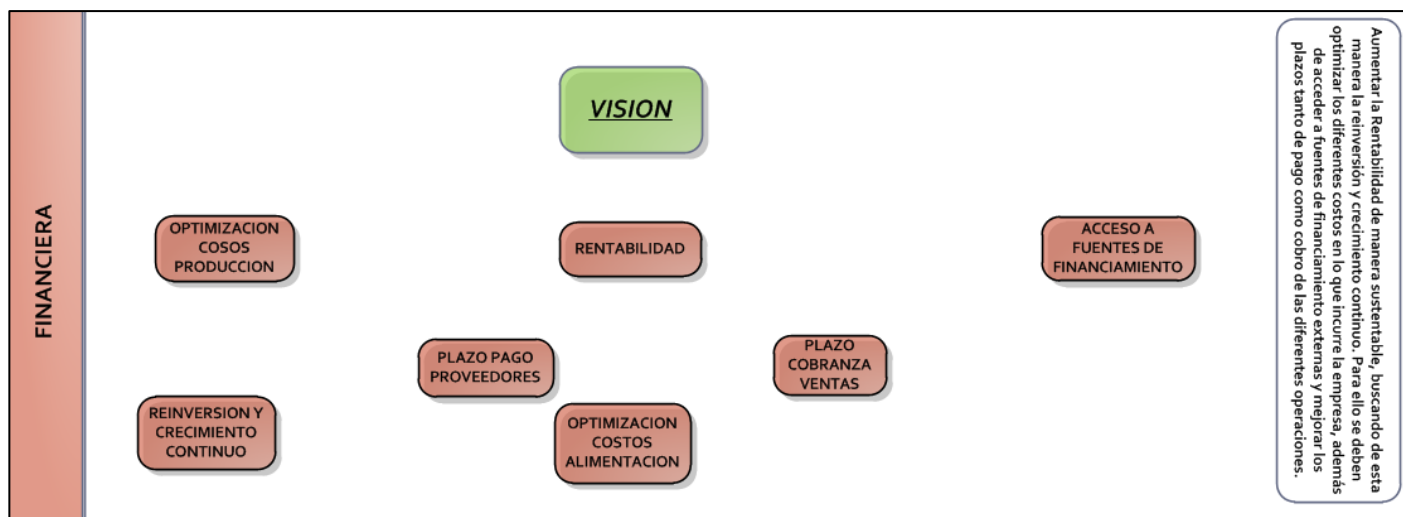 FINANCIERA
VISION
OPTIMIZACION
COSOS
PRODUCCION
RENTABILIDAD
ACCESO A
FUENTES DE
FINANCIAMIENTO
PLAZO PAGO
PROVEEDORES
PLAZO
COBRANZA
VENTAS
REINVERSION Y
CRECIMIENTO
CONTINUO
OPTIMIZACION
COSTOS
ALIMENTACION
Aumentar la Rentabilidad de manera sustentable, buscando de esta
manera la reinversión y crecimiento continuo. Para ello se deben
optimizar los diferentes costos en lo que incurre la empresa, además
de acceder a fuentes de financiamiento externas y mejorar los
plazos tanto de pago como cobro de las diferentes operaciones.